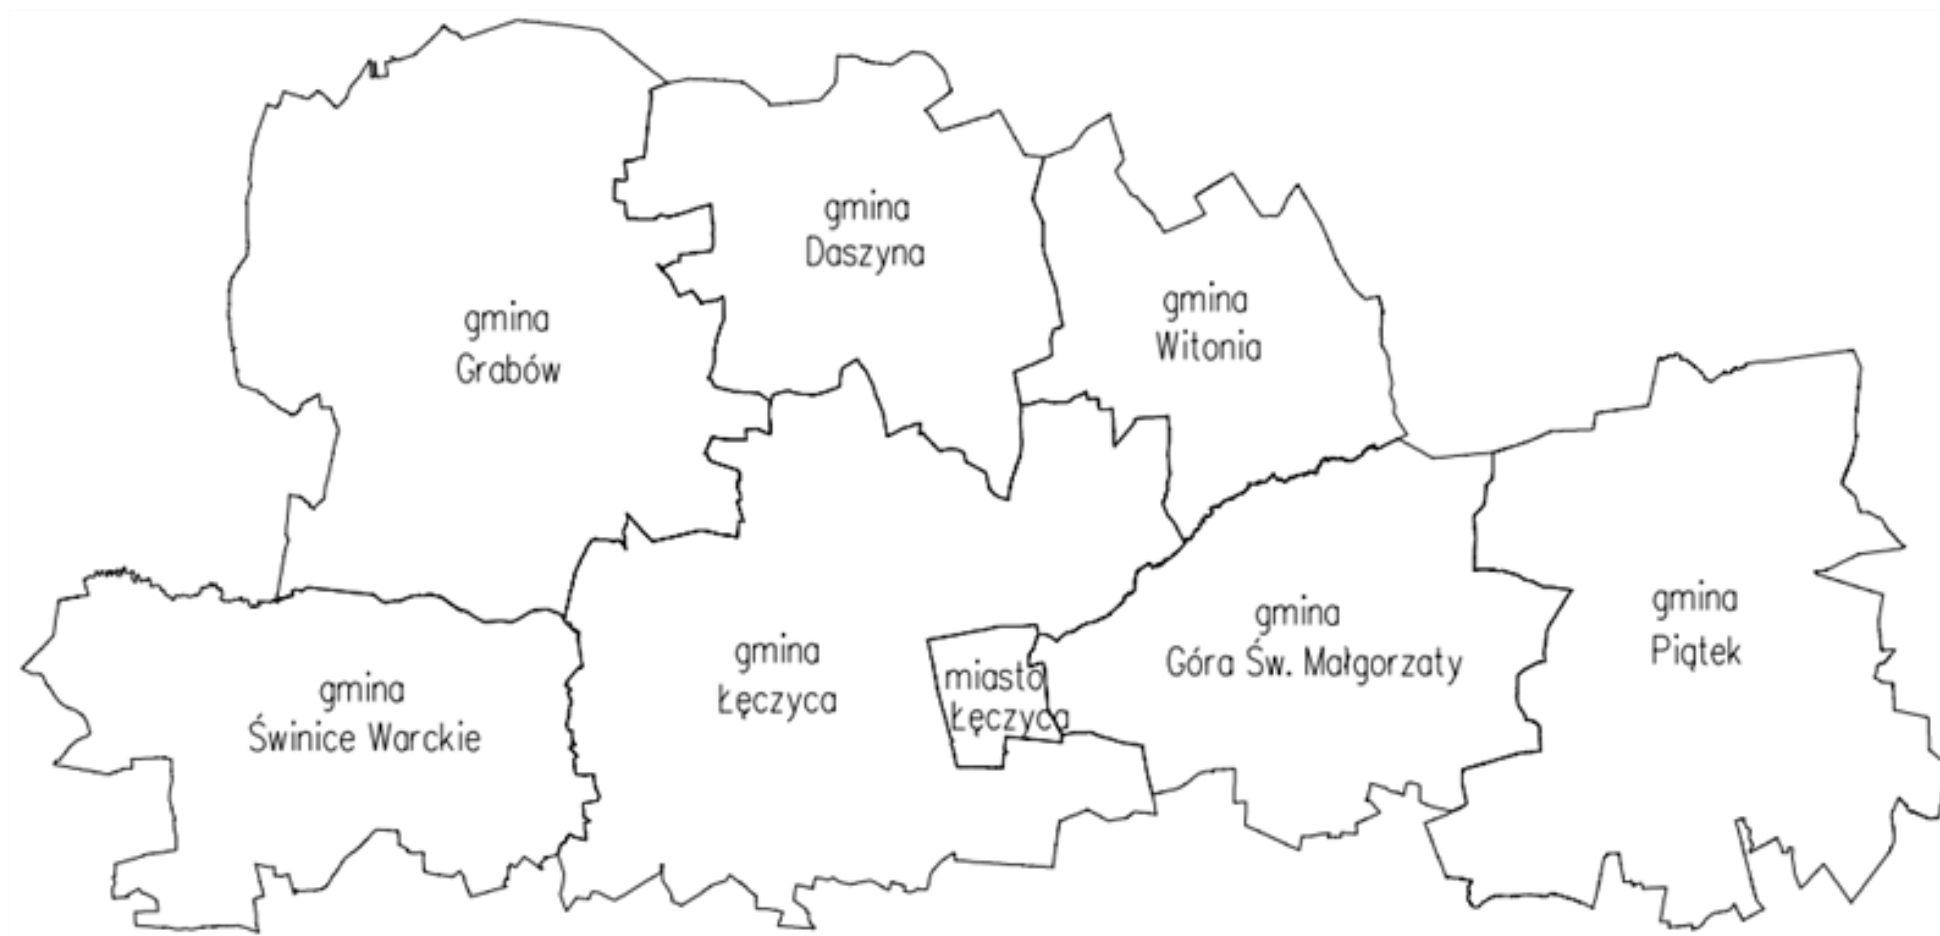 gmina
Daszyna
gmina
Witonia
gmina
Grabów
gmina
Piątek
gmina
Góra Św. Małgorzaty
gmina
Łęczyca
miasto
Łęczyca
gmina
Świnice Warckie